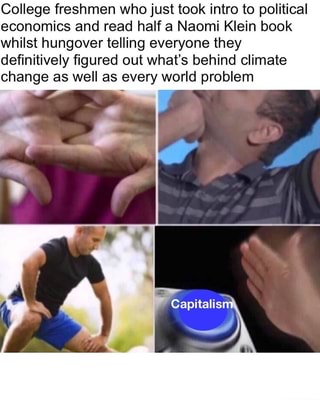 College freshmen who just took intro to political
economics and read half a Naomi Klein book
whilst hungover telling everyone they
definitively figured out what's behind climate
change as well as every world problem
Capitalism